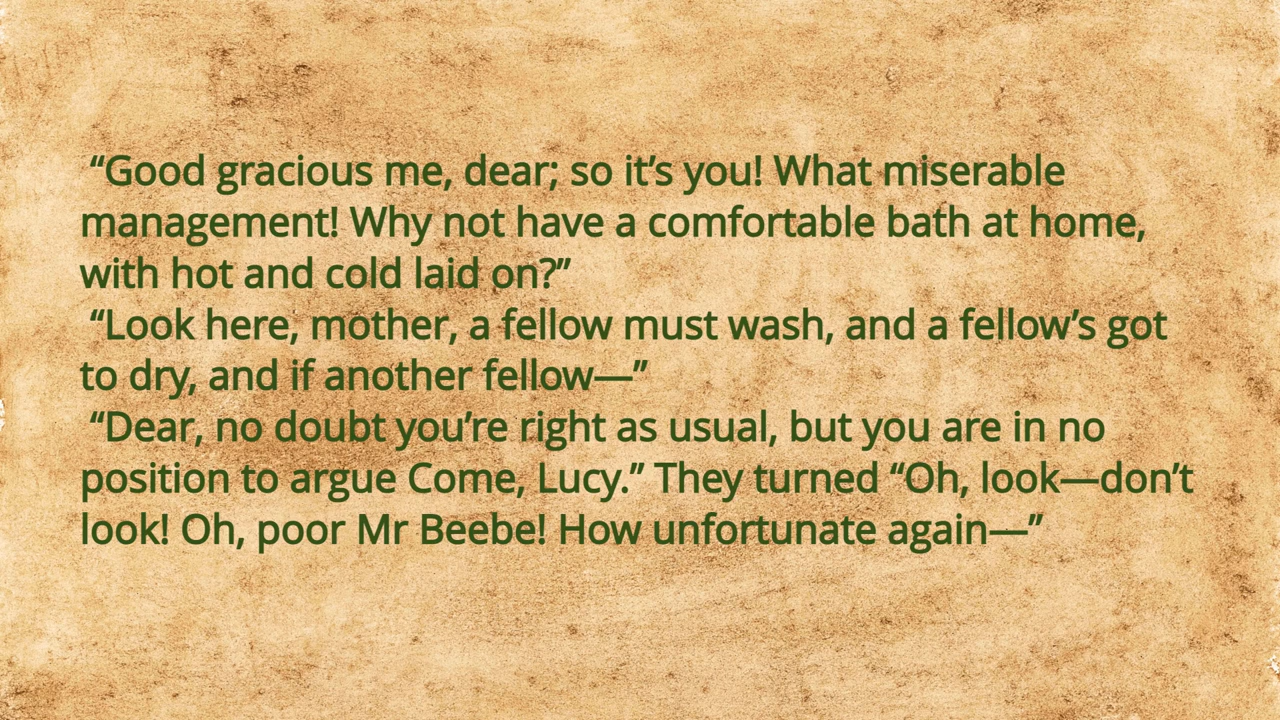 “Good gracious me, dear; so it’s you! What miserable
management! Why not have a comfortable bath at home,
with hot and cold laid on?”
“Look here, mother, a fellow must wash, and a fellow’s got
to dry, and if another fellow—”
“Dear, no doubt you’re right as usual, but you are in no
position to argue Come, Lucy.” They turned “Oh, look—don’t
look! Oh, poor Mr Beebe! How unfortunate again—”